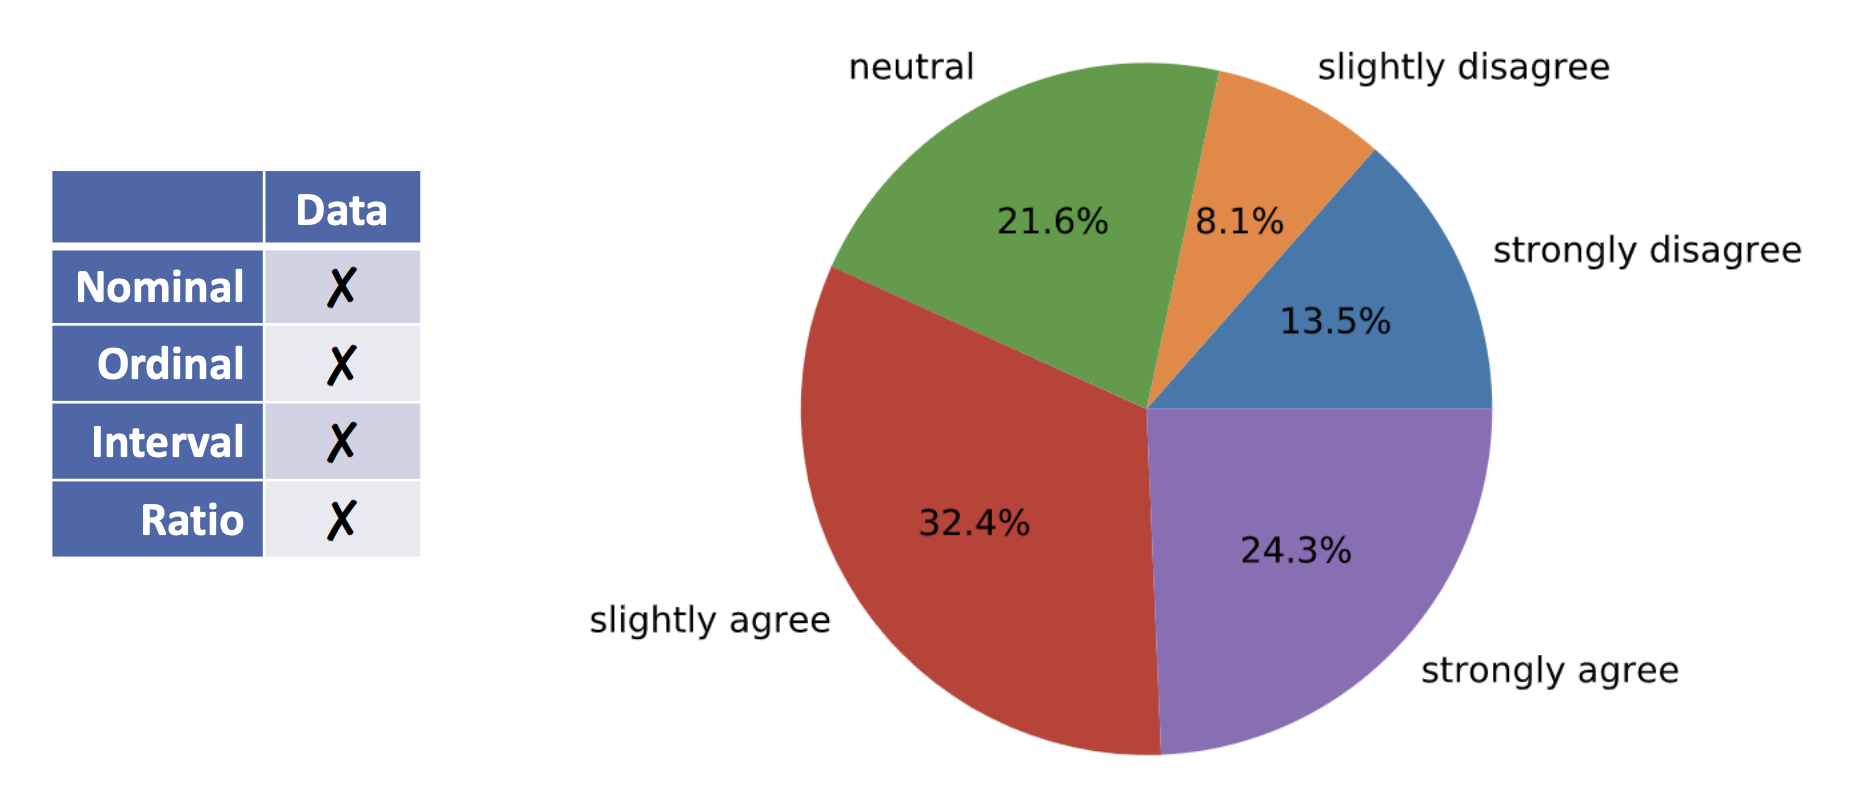 Data
Nominal ✗
Ordinal ✗
Interval ✗
Ratio ✗
neutral
slightly disagree
strongly disagree
slightly agree
strongly agree
21.6%
8.1%
13.5%
32.4%
24.3%